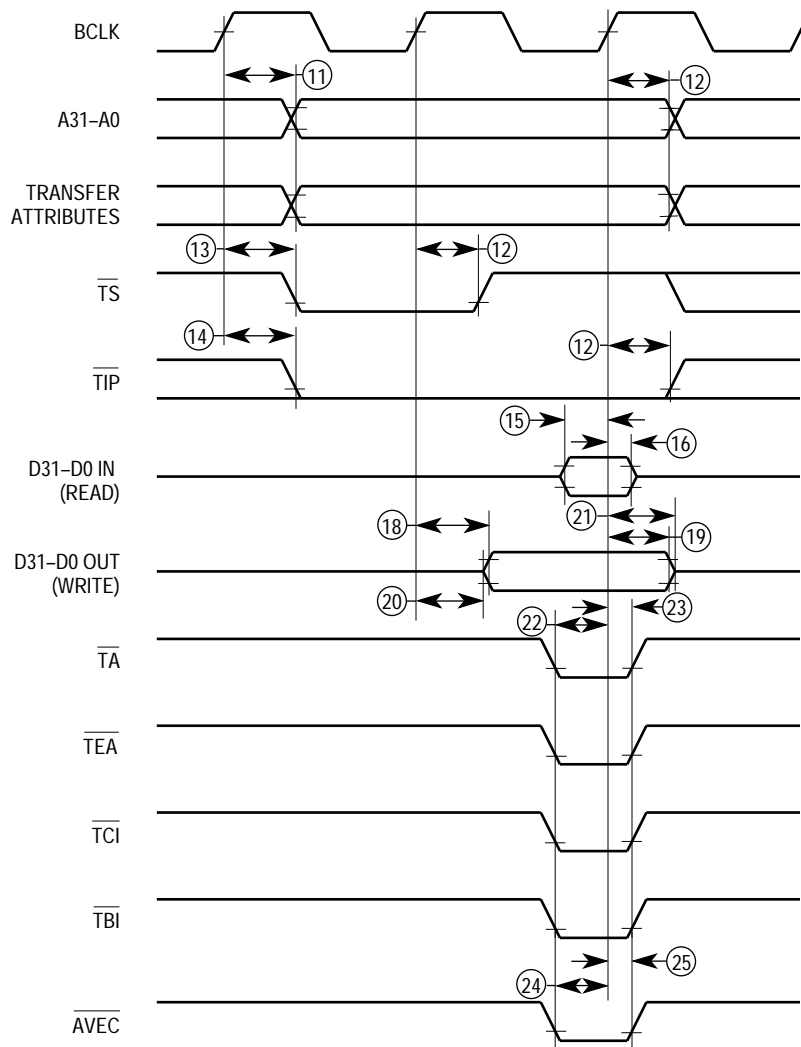 BCLK
11
12
A31–A0
TRANSFER
ATTRIBUTES
13
12
TS
14
12
TIP
15
16
D31–D0 IN
(READ)
21
18
19
D31–D0 OUT
(WRITE)
20
23
22
TA
TEA
TCI
TBI
25
24
AVEC